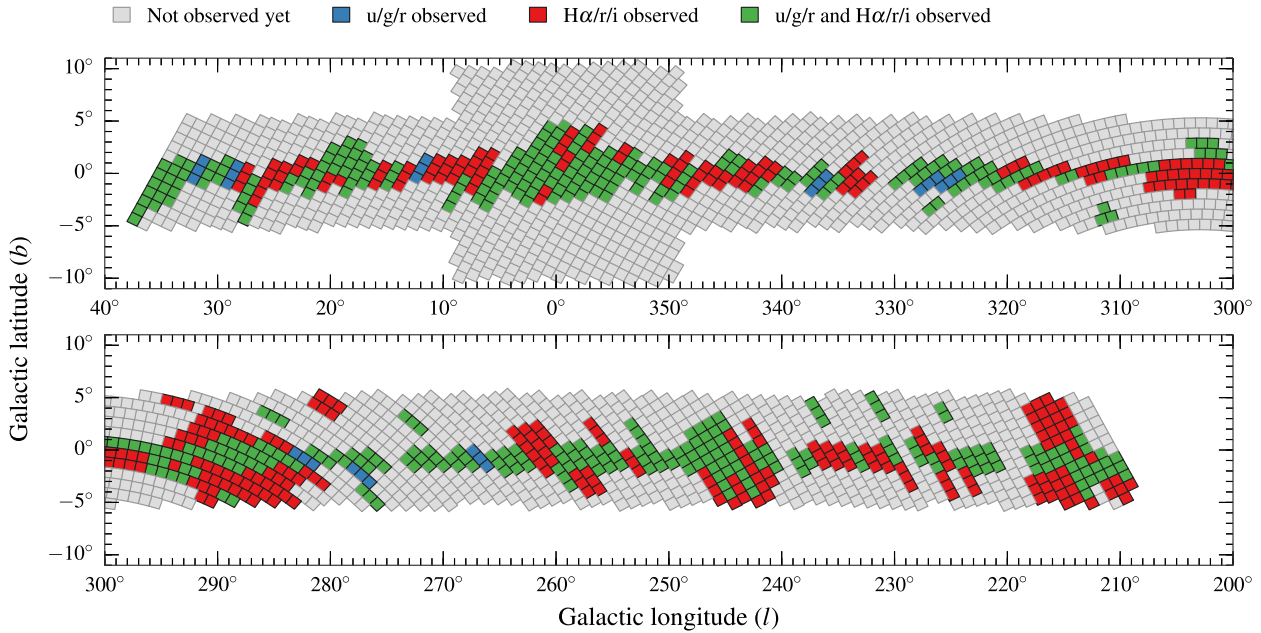 Not observed yet u/g/r observed Hα/r/i observed u/g/r and Hα/r/i observed
10°
5°
0°
−5°
−10°
40° 30° 20° 10° 0° 350° 340° 330° 320° 310° 300°
Galactic latitude (b)
10°
5°
0°
−5°
−10°
300° 290° 280° 270° 260° 250° 240° 230° 220° 210° 200°
Galactic longitude (l)